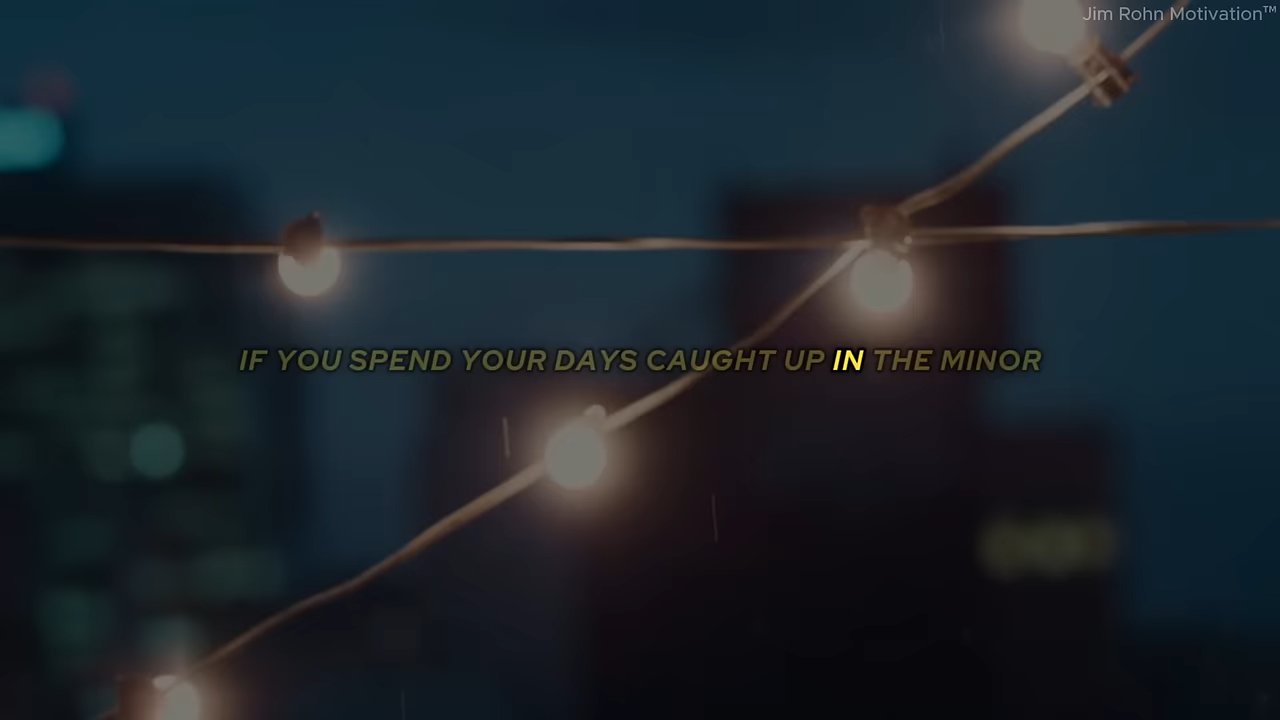 Jim Rohn Motivation™
IF YOU SPEND YOUR DAYS CAUGHT UP IN THE MINOR